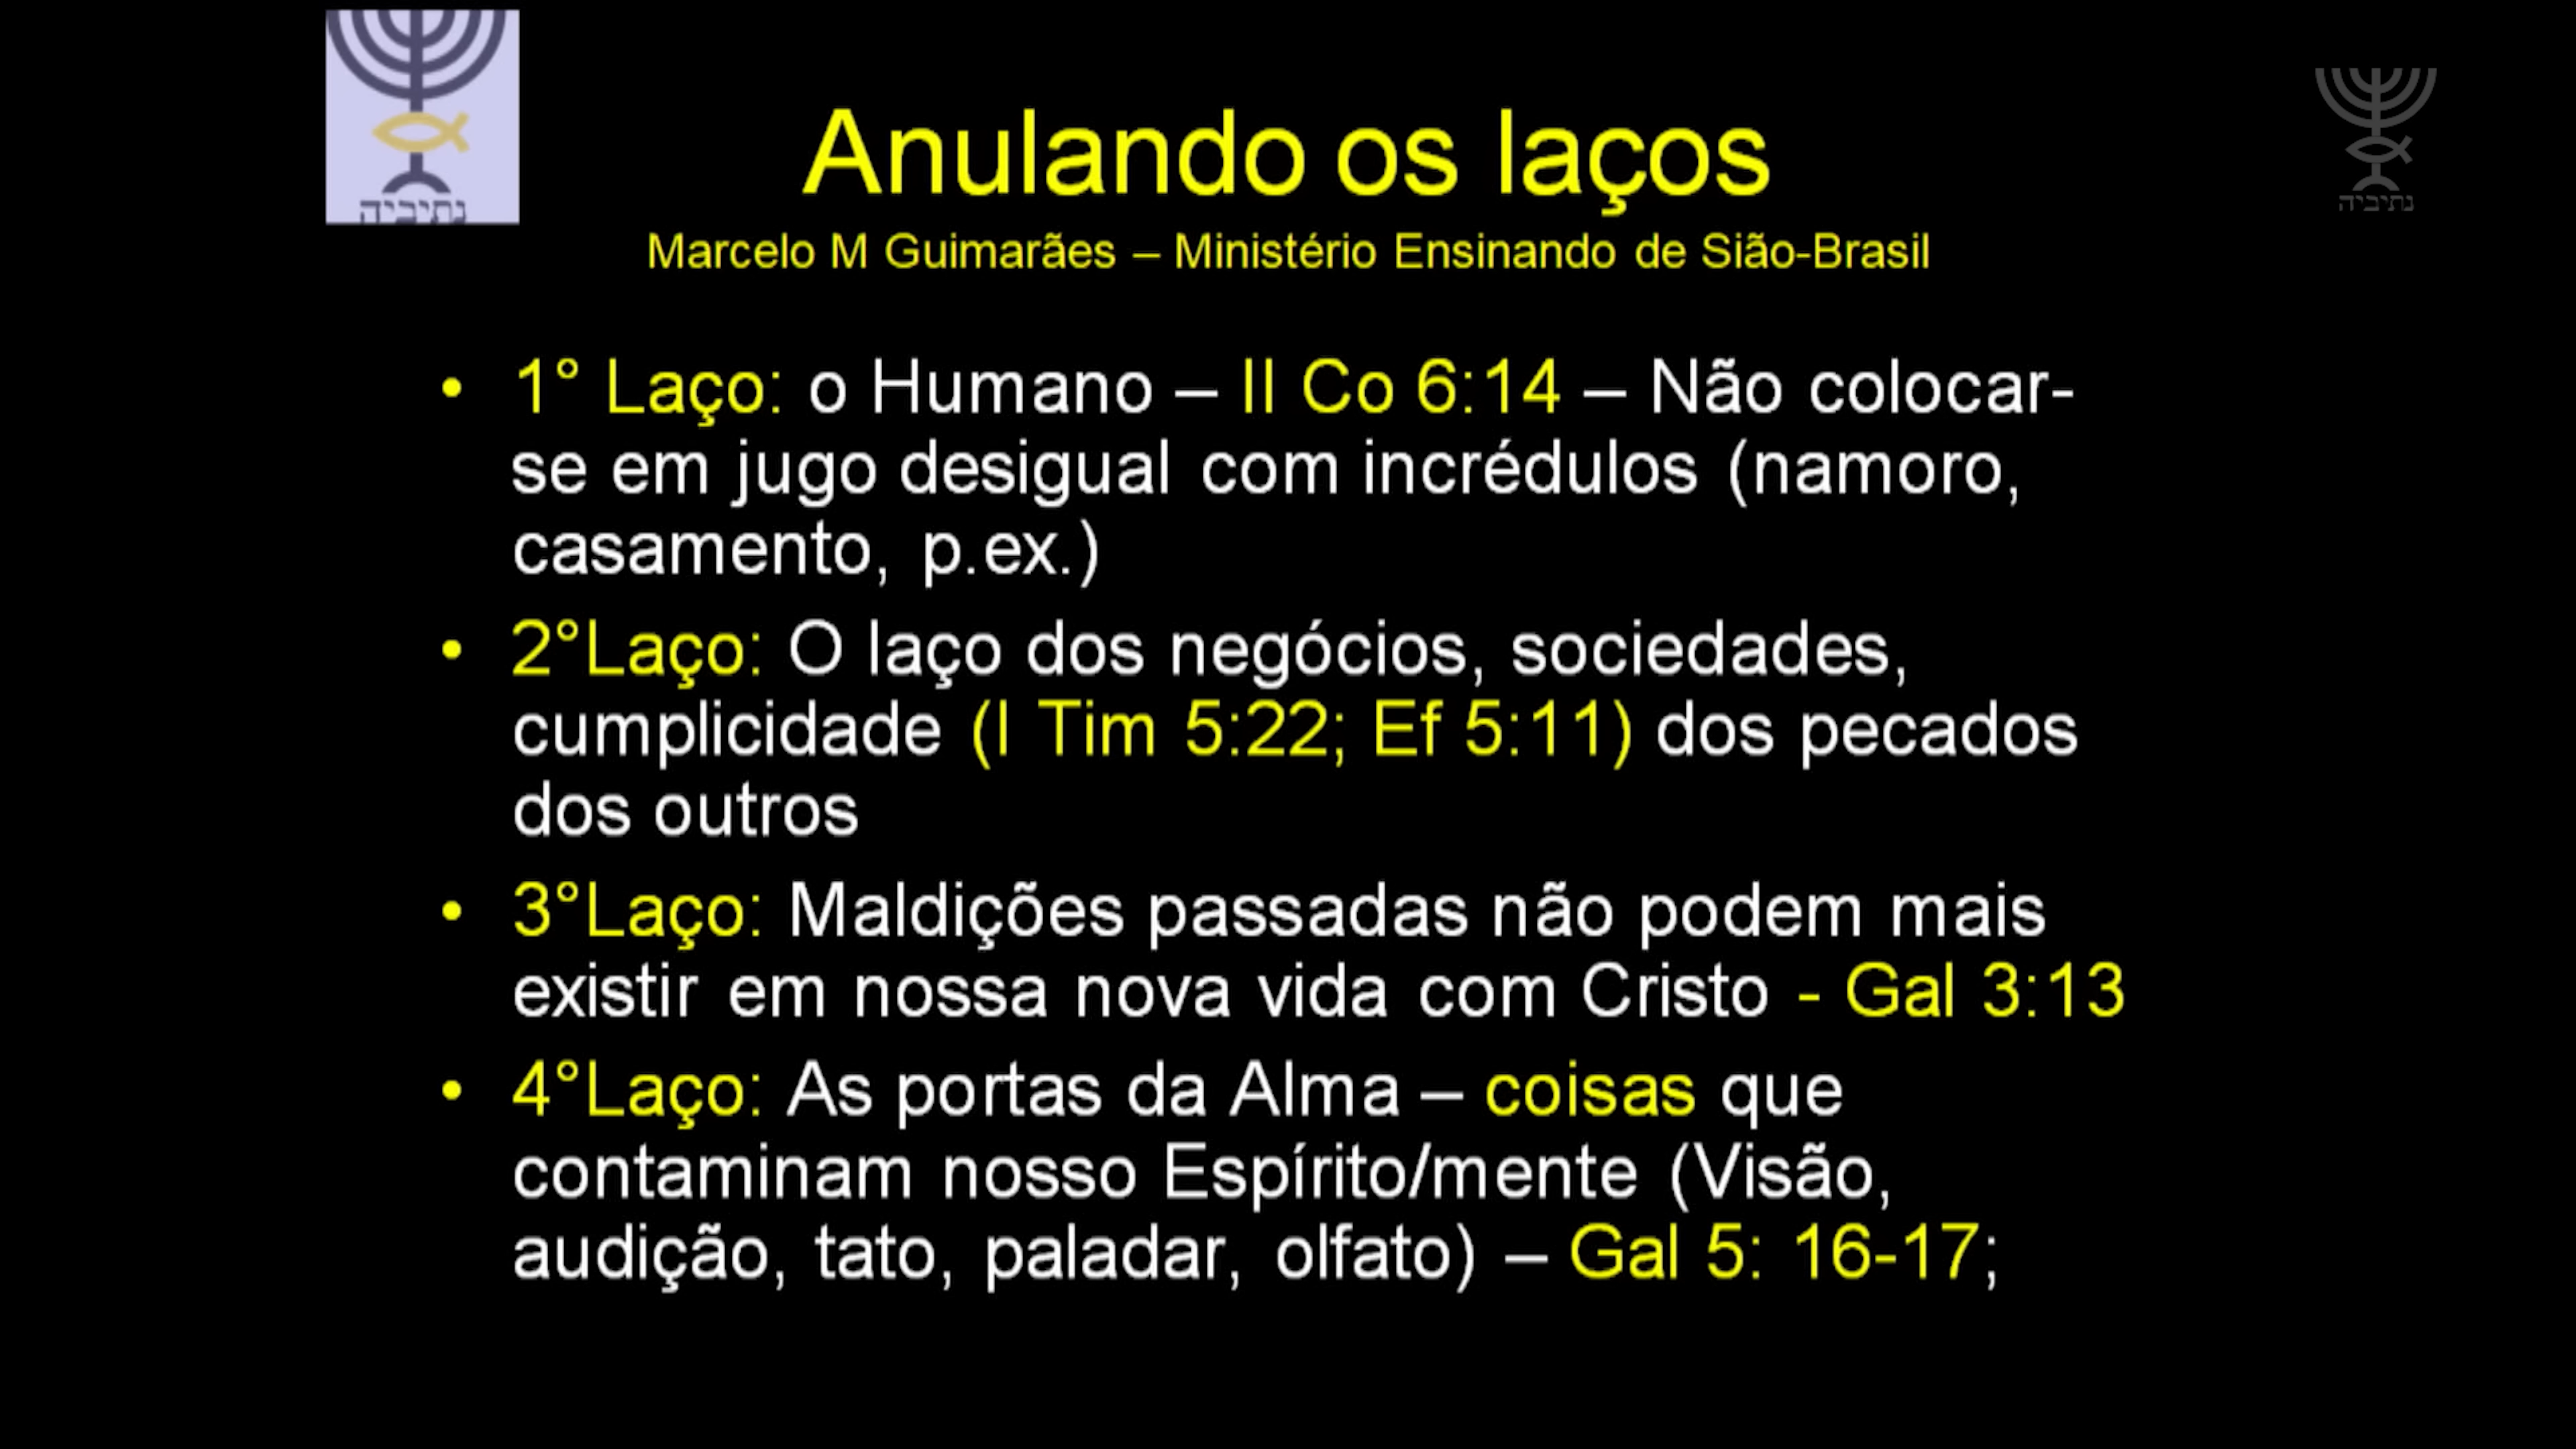 Anulando os laços
Marcelo M Guimarães – Ministério Ensinando de Sião-Brasil
• 1° Laço: o Humano – II Co 6:14 – Não colocar-
se em jugo desigual com incrédulos (namoro,
casamento, p.ex.)
• 2°Laço: O laço dos negócios, sociedades,
cumplicidade (I Tim 5:22; Ef 5:11) dos pecados
dos outros
• 3°Laço: Maldições passadas não podem mais
existir em nossa nova vida com Cristo - Gal 3:13
• 4°Laço: As portas da Alma – coisas que
contaminam nosso Espírito/mente (Visão,
audição, tato, paladar, olfato) – Gal 5: 16-17;
נתיביה
נתיביה